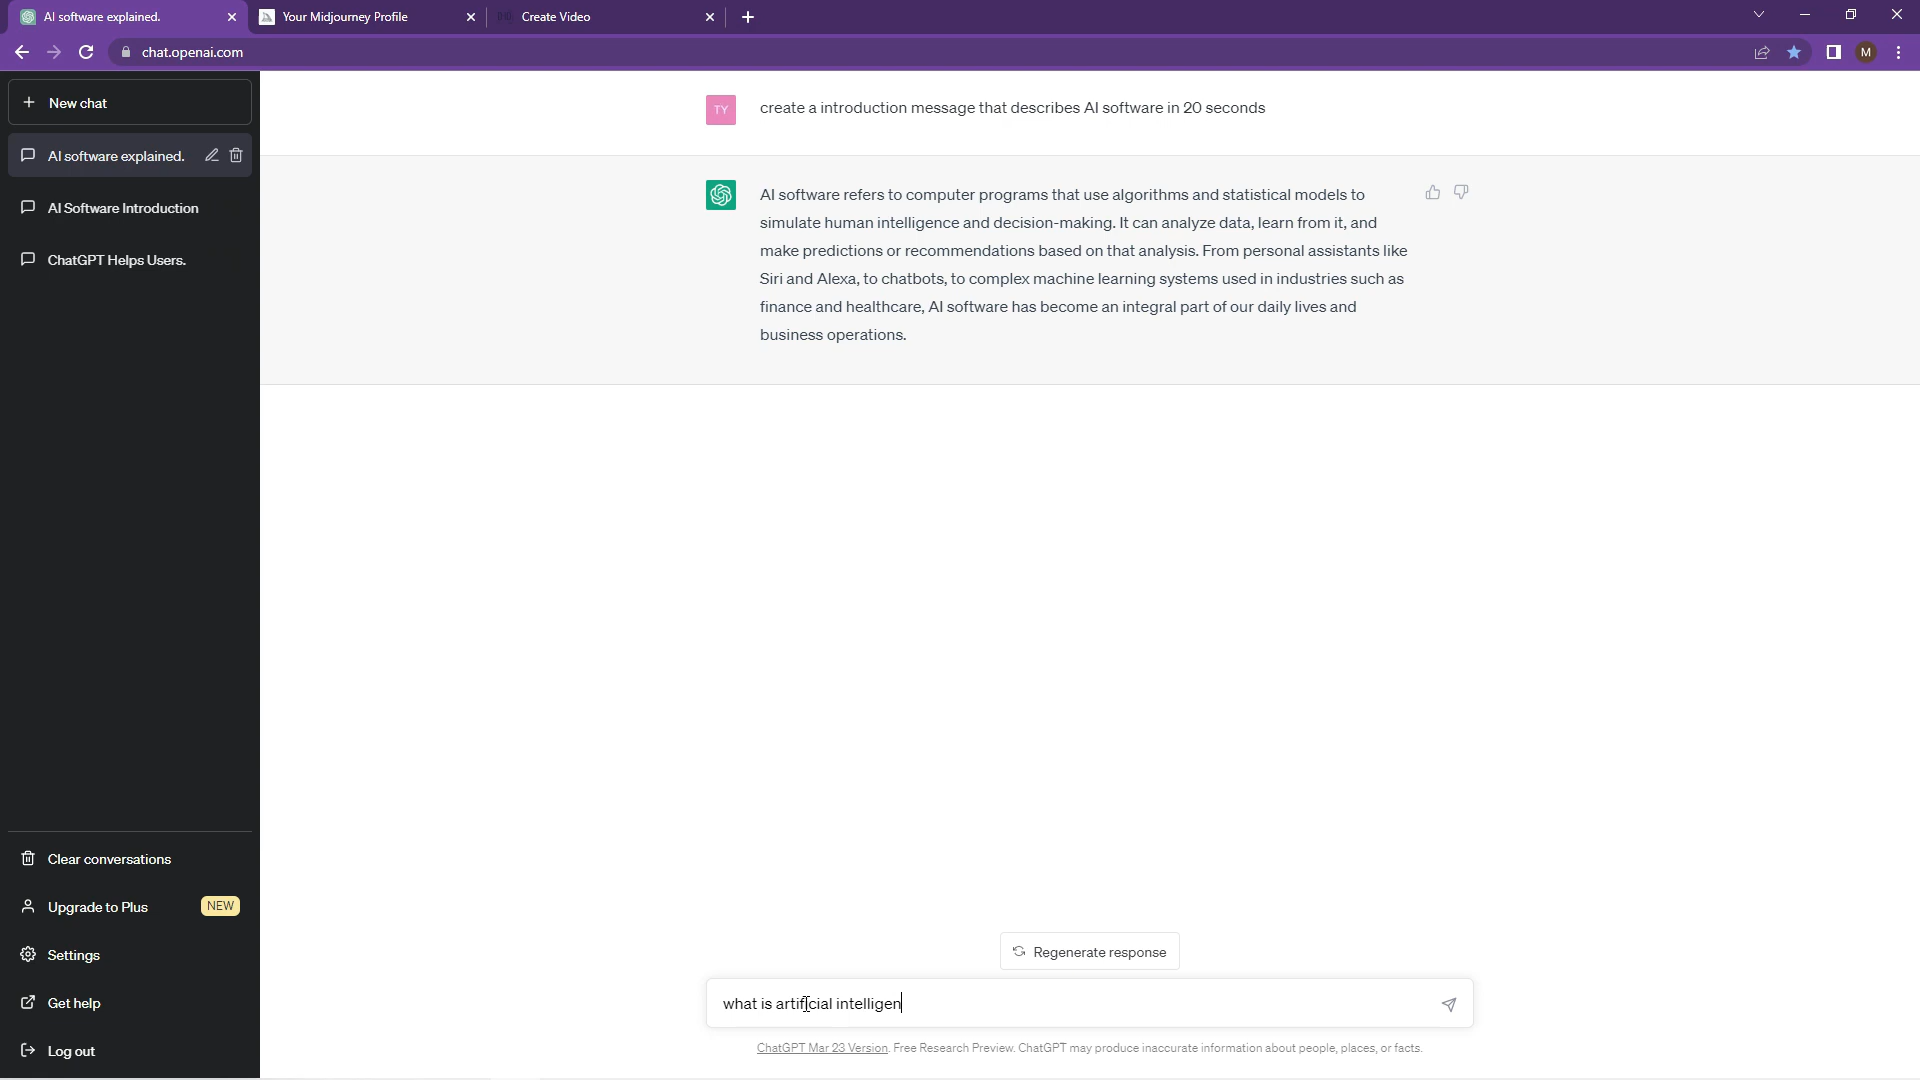 AI software explained.
Your Midjourney Profile
Create Video
chat.openai.com
M
New chat
AI software explained.
AI Software Introduction
ChatGPT Helps Users.
Clear conversations
Upgrade to Plus NEW
Settings
Get help
Log out
TY
create a introduction message that describes AI software in 20 seconds
AI software refers to computer programs that use algorithms and statistical models to
simulate human intelligence and decision-making. It can analyze data, learn from it, and
make predictions or recommendations based on that analysis. From personal assistants like
Siri and Alexa, to chatbots, to complex machine learning systems used in industries such as
finance and healthcare, AI software has become an integral part of our daily lives and
business operations.
Regenerate response
what is artificial intelligen
ChatGPT Mar 23 Version. Free Research Preview. ChatGPT may produce inaccurate information about people, places, or facts.